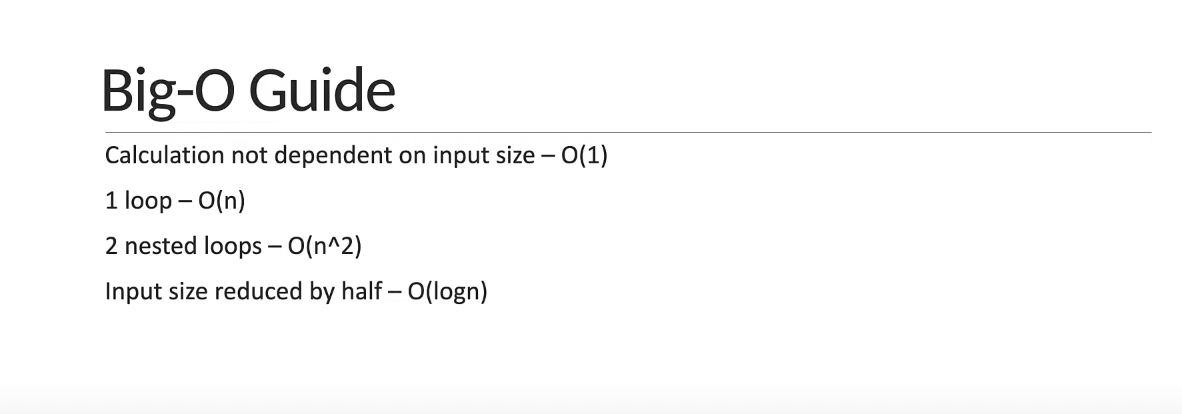 Big-O Guide
Calculation not dependent on input size – O(1)
1 loop – O(n)
2 nested loops – O(n^2)
Input size reduced by half – O(logn)